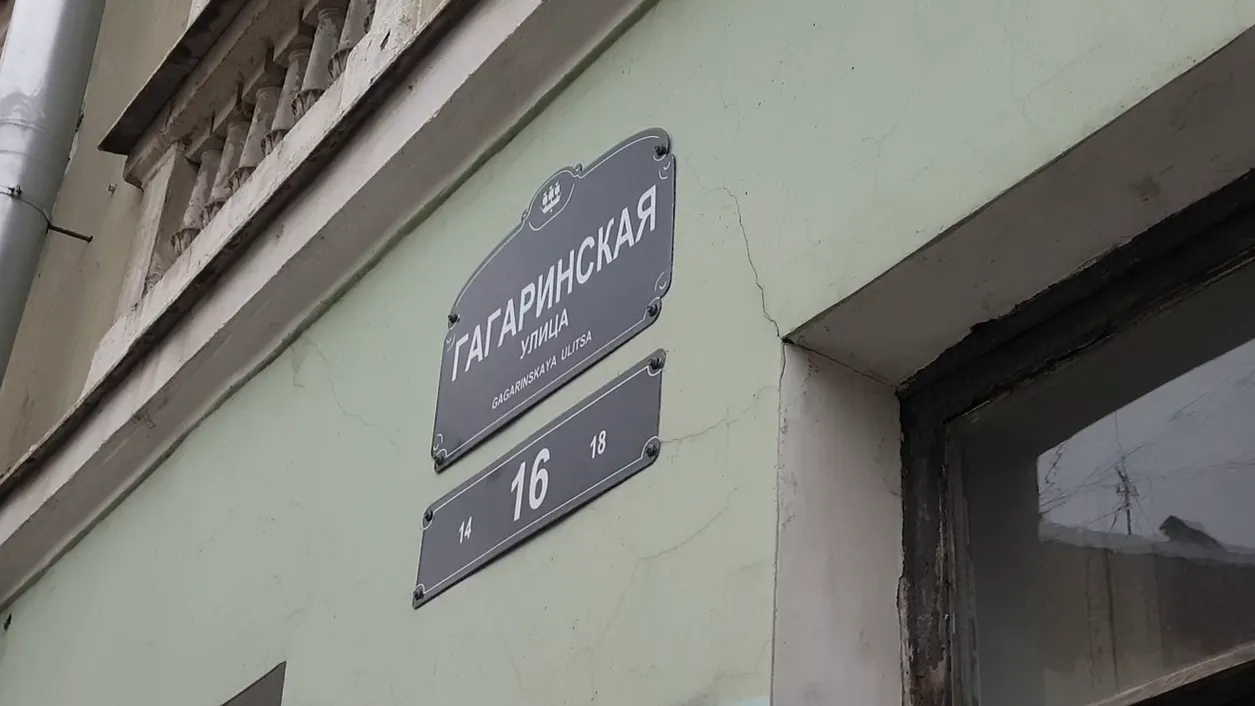 ГАГАРИНСКАЯ
УЛИЦА
GAGARINSKAYA ULITSA
14 16 18